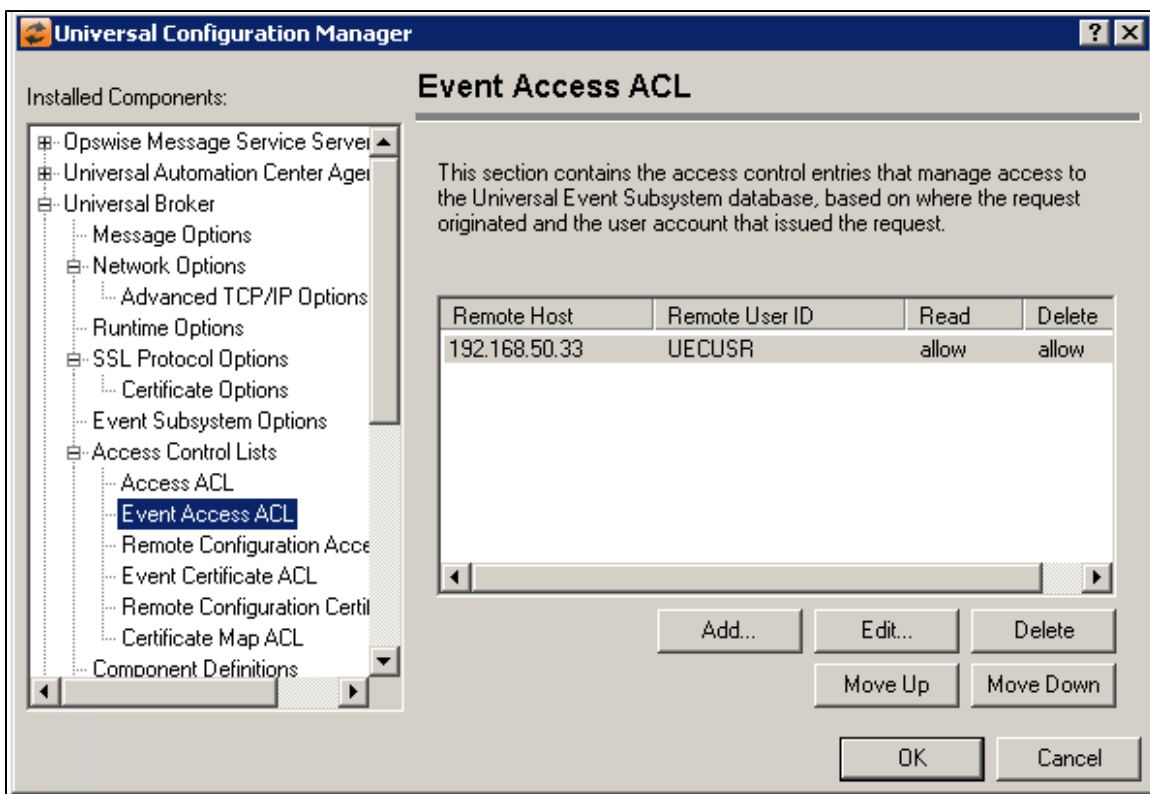 Universal Configuration Manager
Installed Components:
Opswise Message Service Server
Universal Automation Center Ager
Universal Broker
Message Options
Network Options
Advanced TCP/IP Options
Runtime Options
SSL Protocol Options
Certificate Options
Event Subsystem Options
Access Control Lists
Access ACL
Event Access ACL
Remote Configuration Acce
Event Certificate ACL
Remote Configuration Certif
Certificate Map ACL
Component Definitions
Event Access ACL
This section contains the access control entries that manage access to
the Universal Event Subsystem database, based on where the request
originated and the user account that issued the request.
Remote Host Remote User ID Read Delete
192.168.50.33 UECUSR allow allow
Add... Edit... Delete
Move Up Move Down
OK Cancel